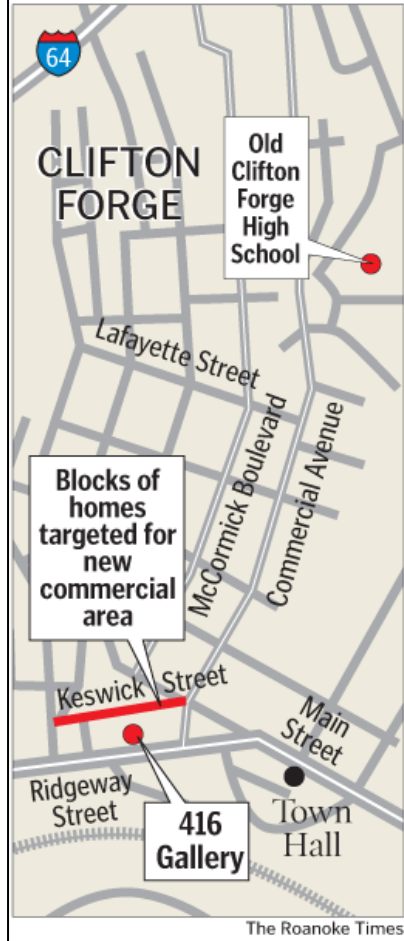 64
CLIFTON
FORGE
Old
Clifton
Forge
High
School
Lafayette Street
McCormick Boulevard
Commercial Avenue
Blocks of
homes
targeted for
new
commercial
area
Keswick Street
Main
Street
Ridgeway
Street
416
Gallery
Town
Hall
The Roanoke Times